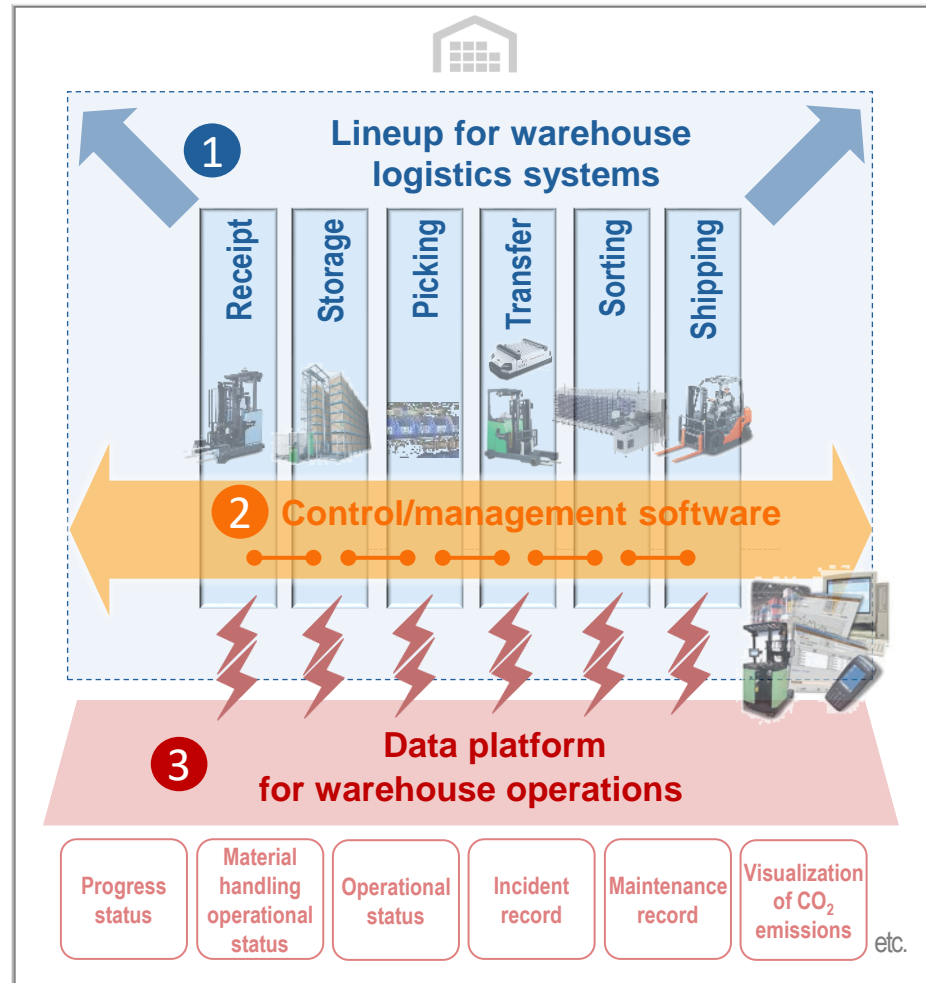 1
Lineup for warehouse
logistics systems
Receipt
Storage
Picking
Transfer
Sorting
Shipping
2
Control/management software
3
Data platform
for warehouse operations
Progress
status
Material
handling
operational
status
Operational
status
Incident
record
Maintenance
record
Visualization
of CO₂
emissions
etc.